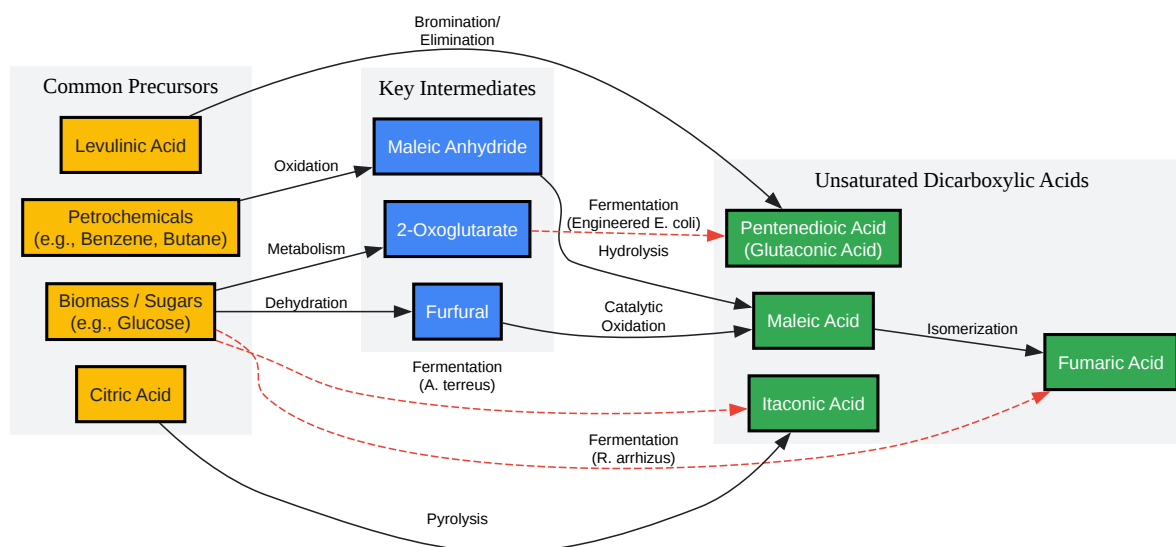 Bromination/
Elimination
Common Precursors
Key Intermediates
Levulinic Acid
Maleic Anhydride
Oxidation
Unsaturated Dicarboxylic Acids
Petrochemicals
(e.g., Benzene, Butane)
2-Oxoglutarate
Fermentation
(Engineered E. coli)
Pentenedioic Acid
(Glutaconic Acid)
Metabolism
Hydrolysis
Biomass / Sugars
(e.g., Glucose)
Dehydration
Furfural
Catalytic
Oxidation
Maleic Acid
Isomerization
Fumaric Acid
Fermentation
(A. terreus)
Citric Acid
Itaconic Acid
Fermentation
(R. arrhizus)
Pyrolysis